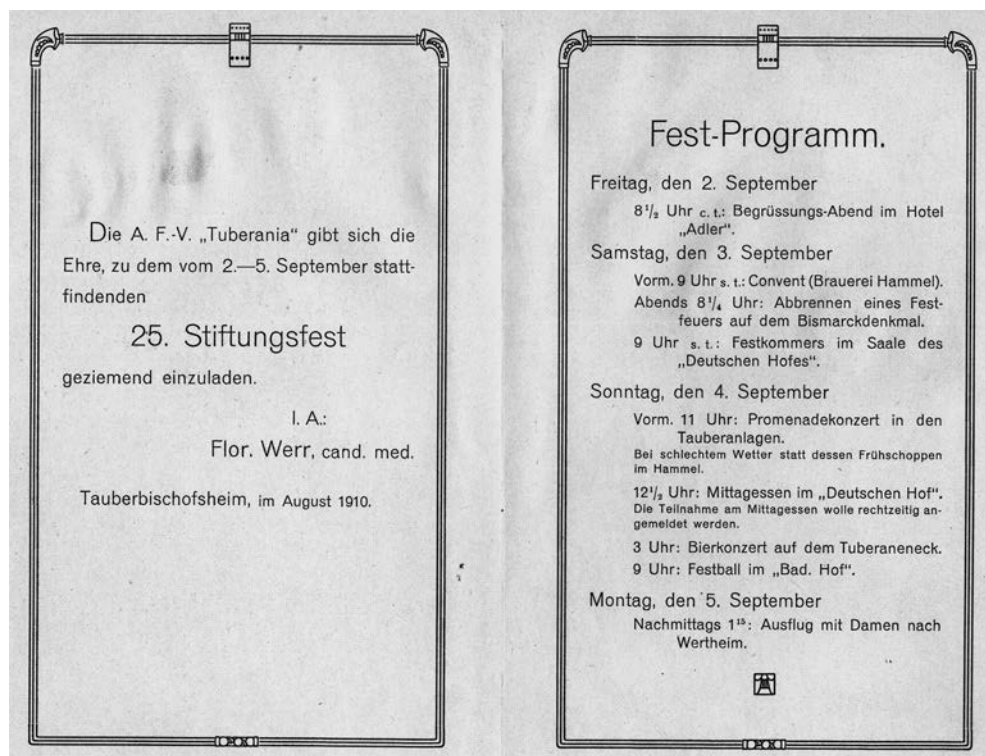 Die A. F.-V. „Tuberania“ gibt sich die
Ehre, zu dem vom 2.—5. September statt-
findenden
25. Stiftungsfest
geziemend einzuladen.
I. A.:
Flor. Werr, cand. med.
Tauberbischofsheim, im August 1910.
Fest-Programm.
Freitag, den 2. September
8¹/₂ Uhr c. t.: Begrüssungs-Abend im Hotel
„Adler“.
Samstag, den 3. September
Vorm. 9 Uhr s. t.: Convent (Brauerei Hammel).
Abends 8¹/₄ Uhr: Abbrennen eines Fest-
feuers auf dem Bismarckdenkmal.
9 Uhr s. t.: Festkommers im Saale des
„Deutschen Hofes“.
Sonntag, den 4. September
Vorm. 11 Uhr: Promenadekonzert in den
Tauberanlagen.
Bei schlechtem Wetter statt dessen Frühschoppen
im Hammel.
12¹/₂ Uhr: Mittagessen im „Deutschen Hof“.
Die Teilnahme am Mittagessen wolle rechtzeitig an-
gemeldet werden.
3 Uhr: Bierkonzert auf dem Tuberaneneck.
9 Uhr: Festball im „Bad. Hof“.
Montag, den 5. September
Nachmittags 1¹⁵: Ausflug mit Damen nach
Wertheim.